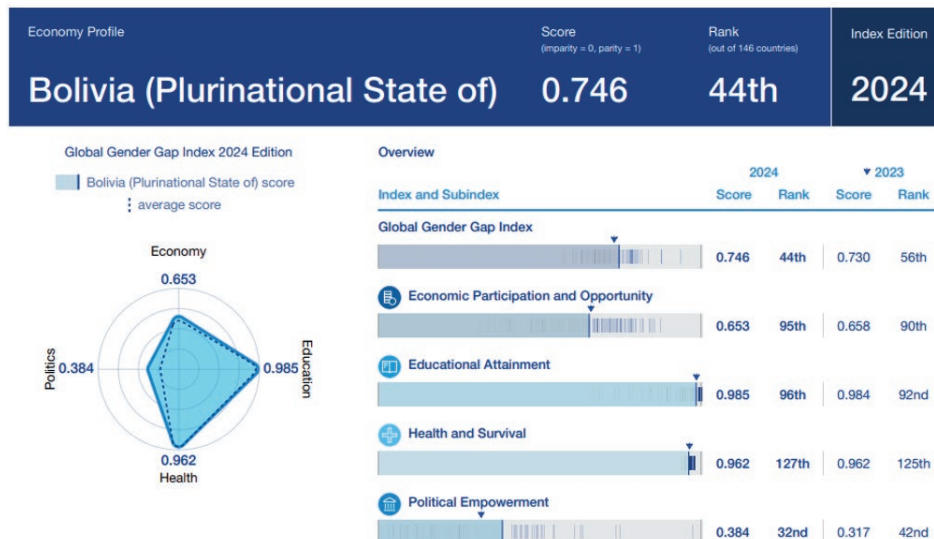 Economy Profile
Bolivia (Plurinational State of)
Score
(imparity = 0, parity = 1)
0.746
Rank
(out of 146 countries)
44th
Index Edition
2024
Global Gender Gap Index 2024 Edition
Bolivia (Plurinational State of) score
average score
Economy
0.653
Politics
0.384
0.985
Education
0.962
Health
Overview
2024 2023
Index and Subindex Score Rank Score Rank
Global Gender Gap Index
0.746 44th 0.730 56th
Economic Participation and Opportunity
0.653 95th 0.658 90th
Educational Attainment
0.985 96th 0.984 92nd
Health and Survival
0.962 127th 0.962 125th
Political Empowerment
0.384 32nd 0.317 42nd